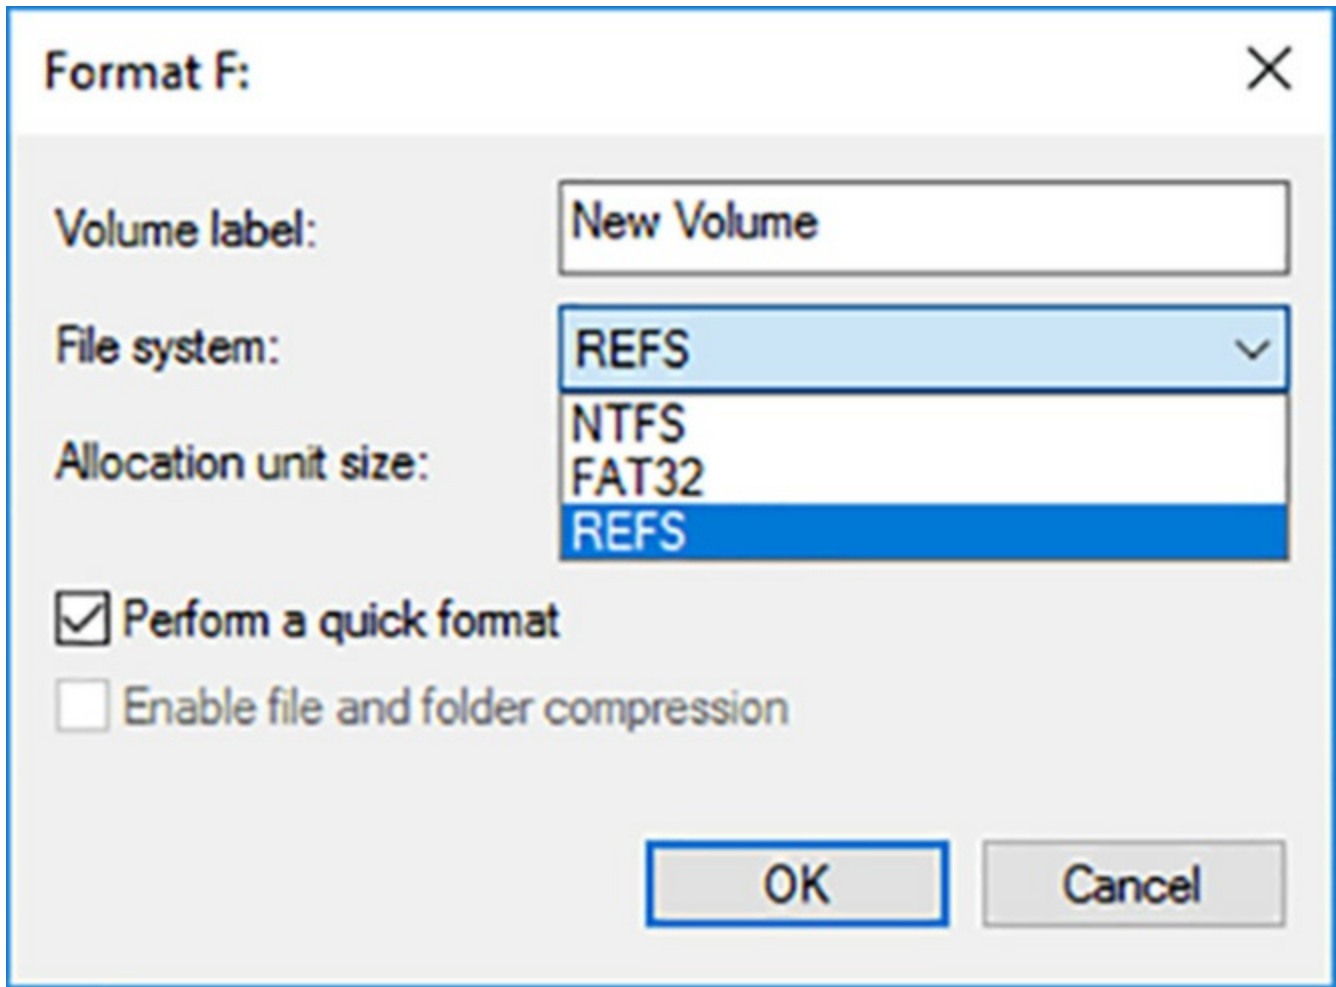 Format F:
Volume label: New Volume
File system: REFS
NTFS
Allocation unit size: FAT32
REFS
Perform a quick format
Enable file and folder compression
OK Cancel